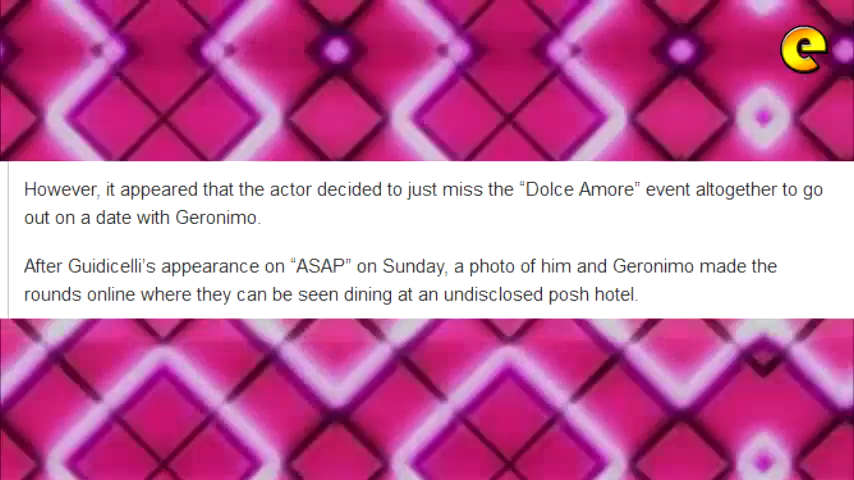 e
However, it appeared that the actor decided to just miss the “Dolce Amore” event altogether to go
out on a date with Geronimo.
After Guidicelli’s appearance on “ASAP” on Sunday, a photo of him and Geronimo made the
rounds online where they can be seen dining at an undisclosed posh hotel.